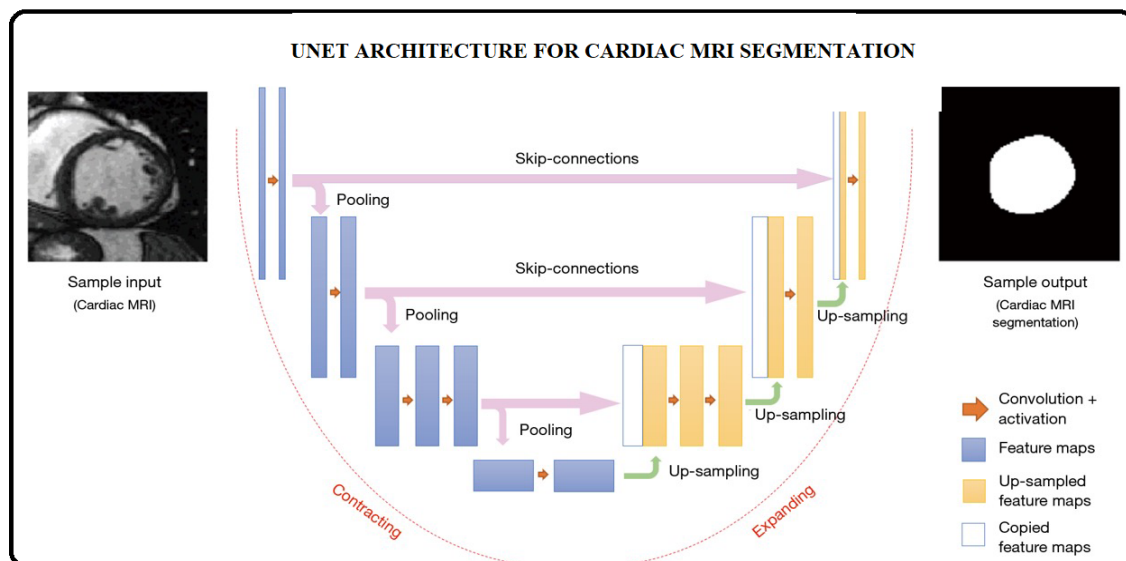 UNET ARCHITECTURE FOR CARDIAC MRI SEGMENTATION
Skip-connections
Pooling
Sample input
(Cardiac MRI)
Skip-connections
Pooling
Up-sampling
Sample output
(Cardiac MRI
segmentation)
Pooling
Up-sampling
Up-sampling
Contracting
Expanding
Convolution +
activation
Feature maps
Up-sampled
feature maps
Copied
feature maps